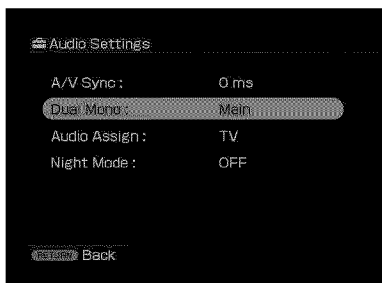 Audio Settings
A/V Sync : 0 ms
Dual Mono : Main
Audio Assign : TV
Night Mode : OFF
RETURN Back